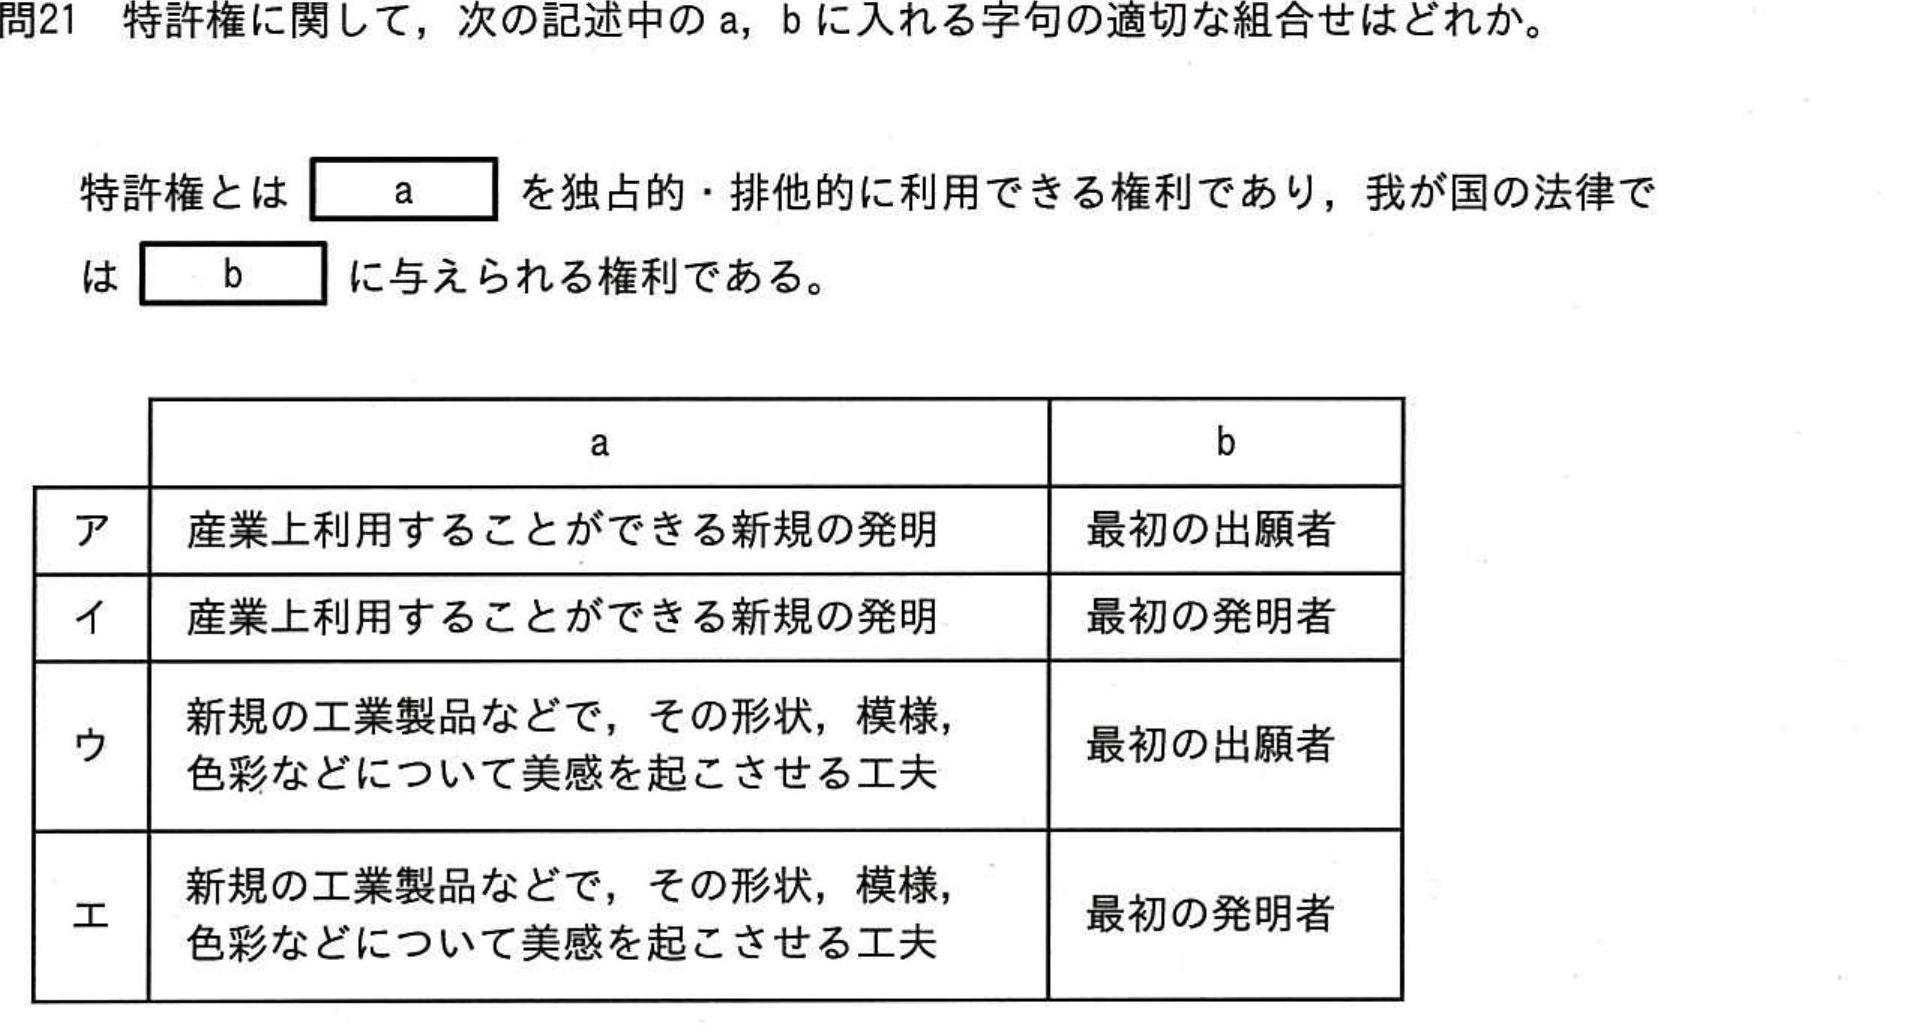 問21　特許権に関して，次の記述中の a，b に入れる字句の適切な組合せはどれか。
特許権とは a を独占的・排他的に利用できる権利であり，我が国の法律で
は b に与えられる権利である。
a b
ア 産業上利用することができる新規の発明 最初の出願者
イ 産業上利用することができる新規の発明 最初の発明者
新規の工業製品などで，その形状，模様，
ウ 色彩などについて美感を起こさせる工夫 最初の出願者
新規の工業製品などで，その形状，模様，
エ 色彩などについて美感を起こさせる工夫 最初の発明者